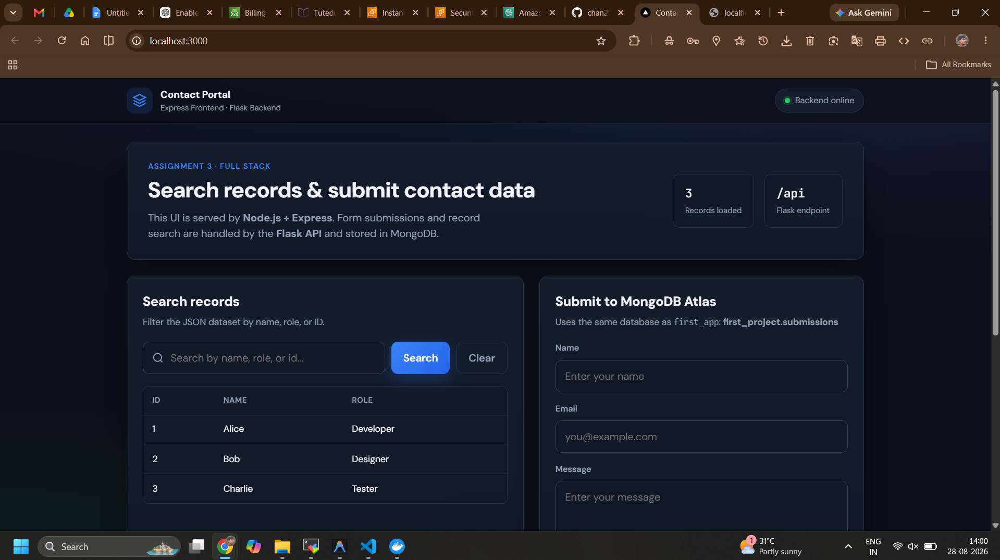 Untitle
Enable
Billing
Tuted
Instan
Securi
Amazo
chan2
Conta
localh
Ask Gemini
localhost:3000
All Bookmarks
Contact Portal
Express Frontend · Flask Backend
Backend online
ASSIGNMENT 3 · FULL STACK
Search records & submit contact data
This UI is served by Node.js + Express. Form submissions and record
search are handled by the Flask API and stored in MongoDB.
3
Records loaded
/api
Flask endpoint
Search records
Filter the JSON dataset by name, role, or ID.
Search by name, role, or id...
Search
Clear
ID NAME ROLE
1 Alice Developer
2 Bob Designer
3 Charlie Tester
Submit to MongoDB Atlas
Uses the same database as first_app: first_project.submissions
Name
Enter your name
Email
you@example.com
Message
Enter your message
Search
1
31°C
Partly sunny
ENG
IN
14:00
28-08-2026